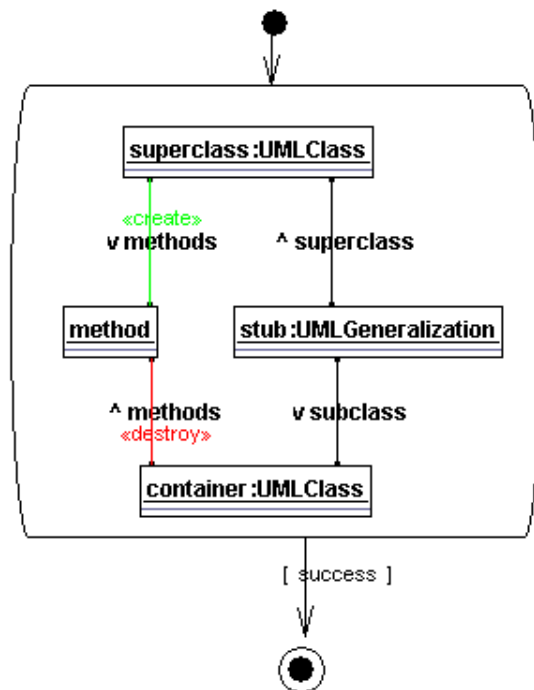 superclass:UMLClass
«create»
v methods
^ superclass
method
stub:UMLGeneralization
^ methods
v subclass
«destroy»
container:UMLClass
[ success ]